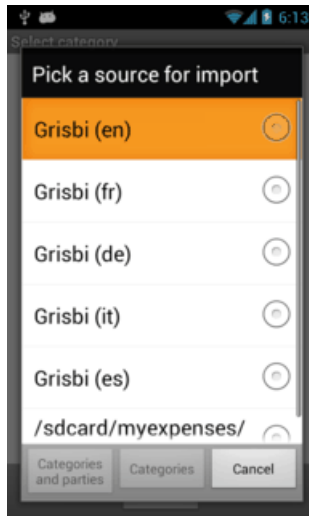 6:13
Select category
Pick a source for import
Grisbi (en)
Grisbi (fr)
Grisbi (de)
Grisbi (it)
Grisbi (es)
/sdcard/myexpenses/
Categories
and parties
Categories
Cancel